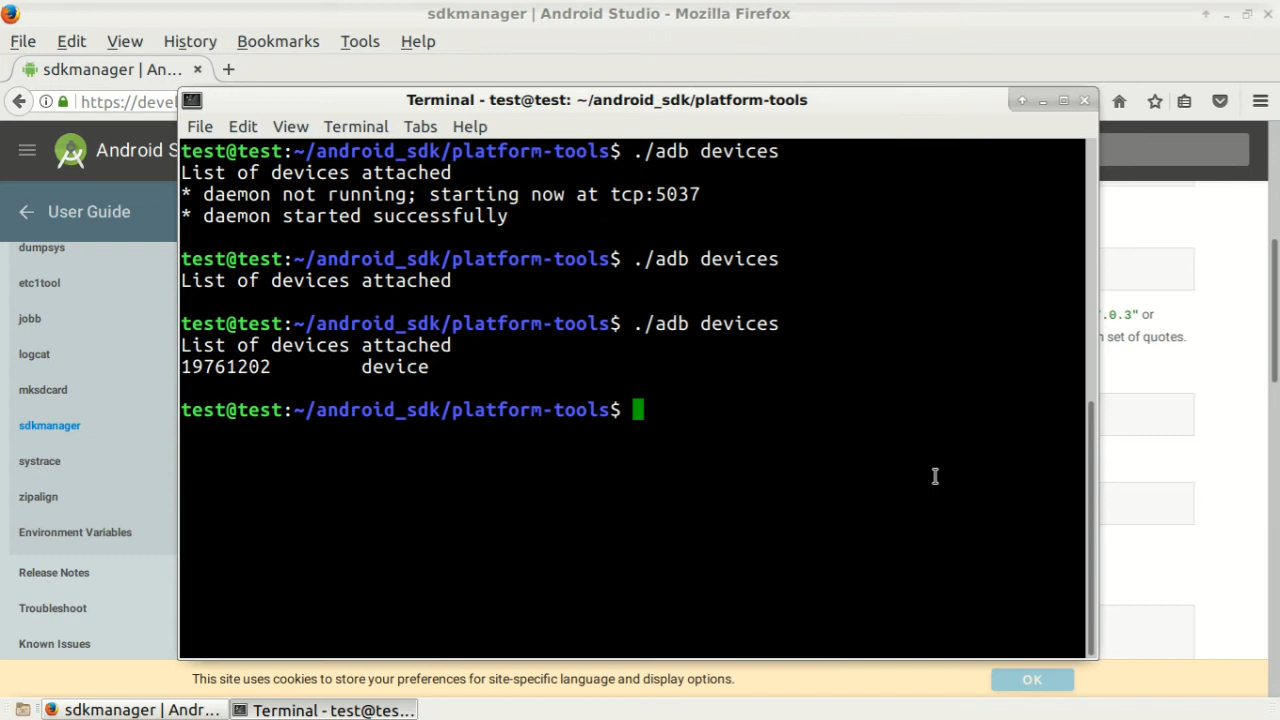 sdkmanager | Android Studio - Mozilla Firefox
File Edit View History Bookmarks Tools Help
sdkmanager | An...
https://devel
Terminal - test@test: ~/android_sdk/platform-tools
File Edit View Terminal Tabs Help
Android S
User Guide
dumpsys
etc1tool
jobb
logcat
mksdcard
sdkmanager
systrace
zipalign
Environment Variables
Release Notes
Troubleshoot
Known Issues
test@test:~/android_sdk/platform-tools$ ./adb devices
List of devices attached
* daemon not running; starting now at tcp:5037
* daemon started successfully
test@test:~/android_sdk/platform-tools$ ./adb devices
List of devices attached
test@test:~/android_sdk/platform-tools$ ./adb devices
List of devices attached
19761202 device
test@test:~/android_sdk/platform-tools$
.0.3" or
set of quotes.
This site uses cookies to store your preferences for site-specific language and display options.
OK
sdkmanager | Andr...
Terminal - test@tes...